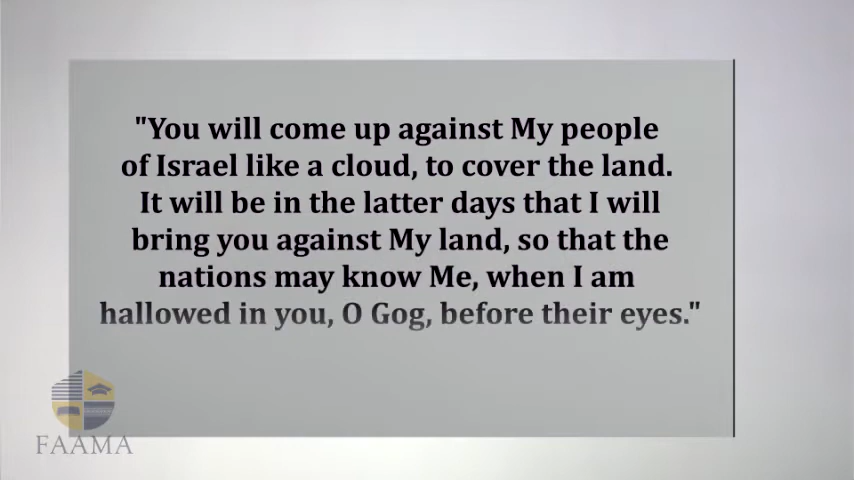 "You will come up against My people
of Israel like a cloud, to cover the land.
It will be in the latter days that I will
bring you against My land, so that the
nations may know Me, when I am
hallowed in you, O Gog, before their eyes."
FAAMA